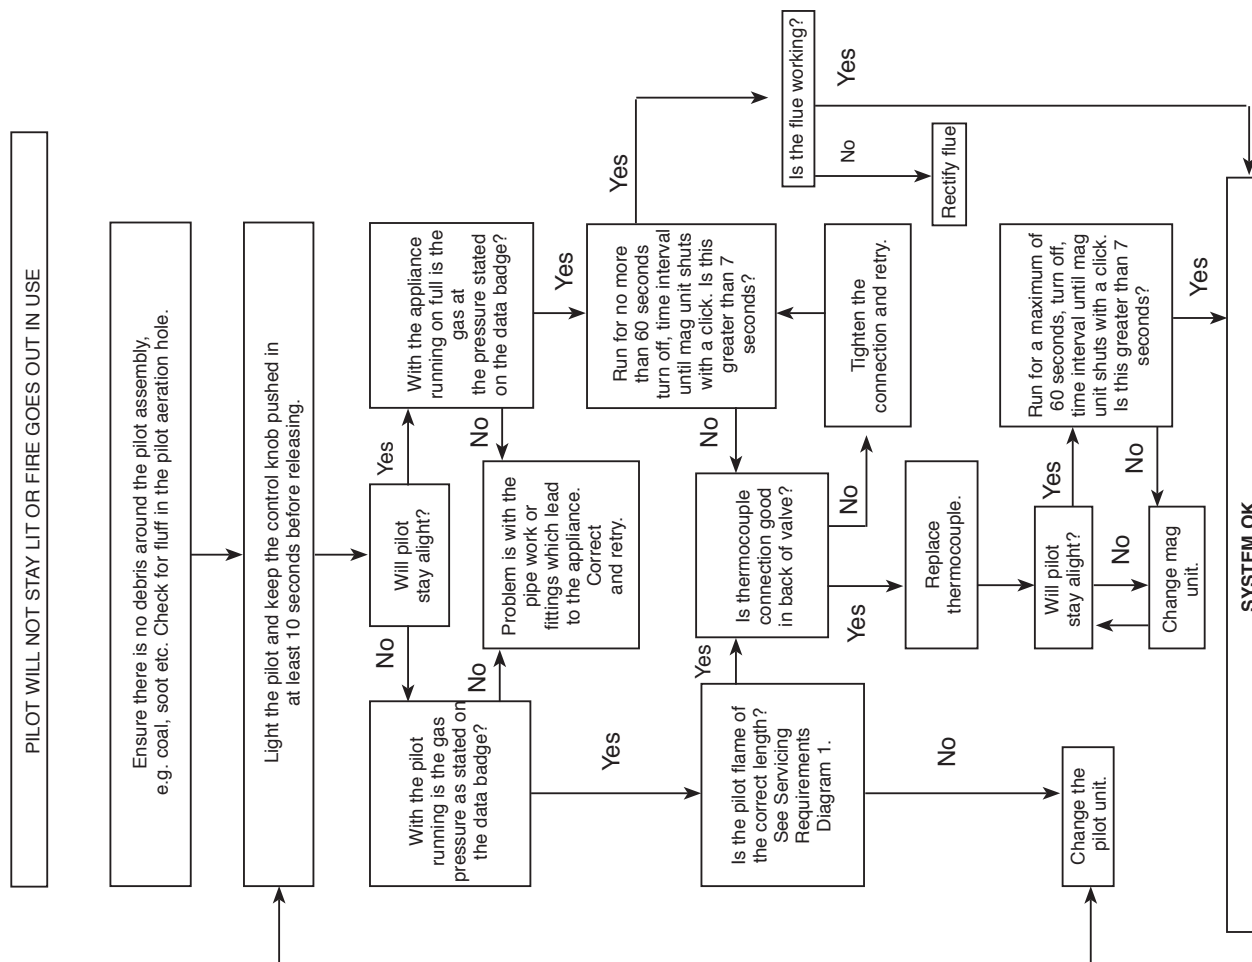 PILOT WILL NOT STAY LIT OR FIRE GOES OUT IN USE
Ensure there is no debris around the pilot assembly,
e.g. coal, soot etc. Check for fluff in the pilot aeration hole.
Light the pilot and keep the control knob pushed in
at least 10 seconds before releasing.
Will pilot
stay alight?
No
Yes
With the pilot
running is the gas
pressure as stated on
the data badge?
No
Yes
Problem is with the
pipe work or
fittings which lead
to the appliance.
Correct
and retry.
With the appliance
running on full is the
gas at
the pressure stated
on the data badge?
No
Yes
Run for no more
than 60 seconds
turn off, time interval
until mag unit shuts
with a click. Is this
greater than 7
seconds?
No
Yes
Is the flue working?
No
Yes
Rectify flue
Is the pilot flame of
the correct length?
See Servicing
Requirements
Diagram 1.
Yes
No
Is thermocouple
connection good
in back of valve?
Yes
No
Tighten the
connection and retry.
Replace
thermocouple.
Will pilot
stay alight?
Yes
No
Run for a maximum of
60 seconds, turn off,
time interval until mag
unit shuts with a click.
Is this greater than 7
seconds?
No
Yes
Change mag
unit.
Change the
pilot unit.
SYSTEM OK